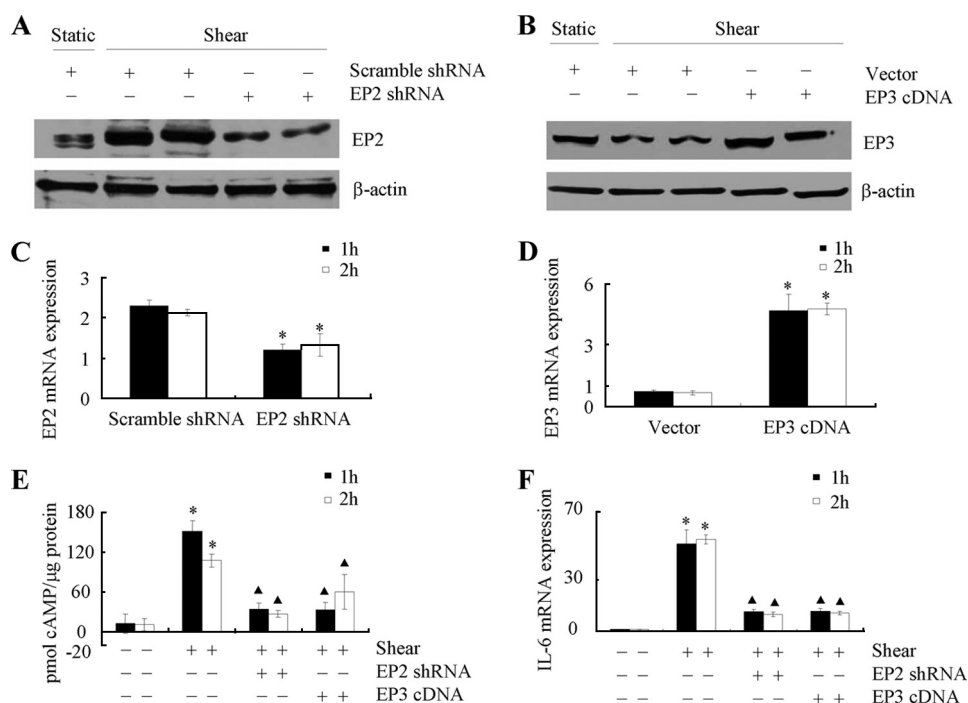 A
Static Shear
+ + + − − Scramble shRNA
− − − + + EP2 shRNA
EP2
β-actin
B
Static Shear
+ + + − − Vector
− − − + + EP3 cDNA
EP3
β-actin
C
1h
2h
EP2 mRNA expression
3
2
1
0
* *
Scramble shRNA EP2 shRNA
D
1h
2h
EP3 mRNA expression
6
3
1
0
* *
Vector EP3 cDNA
E
1h
2h
pmol cAMP/μg protein
180
120
60
0
-20
* *
▲ ▲ ▲ ▲
− − + + + + + + Shear
− − − − + + − − EP2 shRNA
− − − − − − + + EP3 cDNA
F
1h
2h
IL-6 mRNA expression
70
30
0
* *
▲ ▲ ▲ ▲
− − + + + + + + Shear
− − − − + + − − EP2 shRNA
− − − − − − + + EP3 cDNA